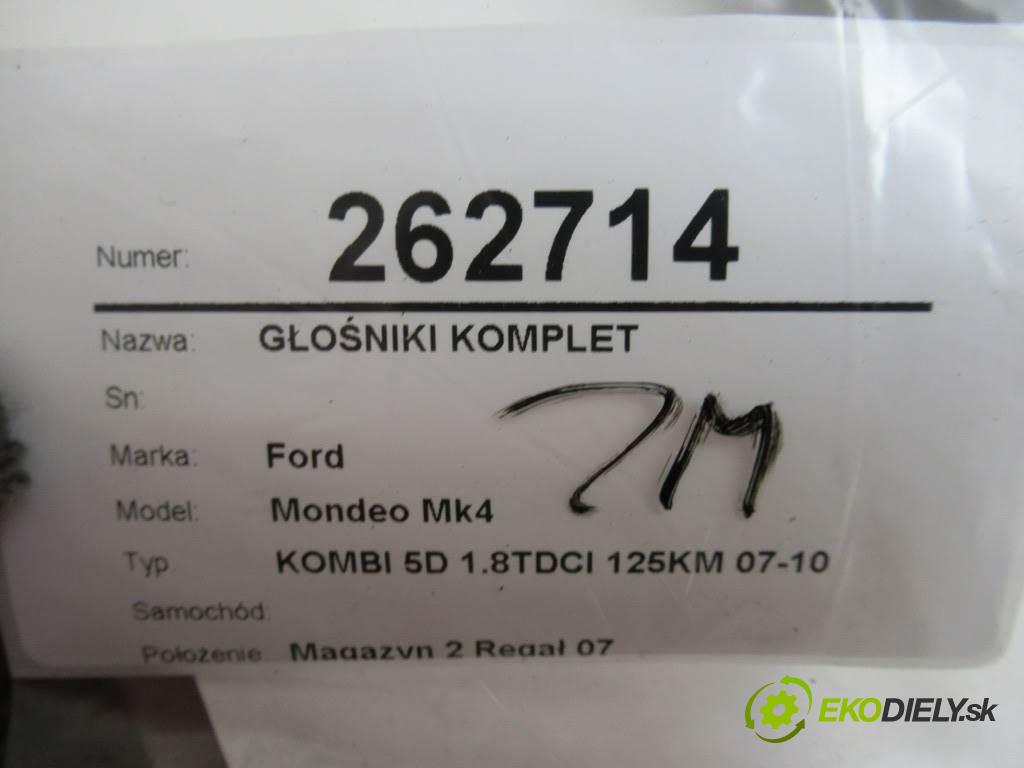 Numer: 262714
Nazwa: GŁOŚNIKI KOMPLET
Sn:
Marka: Ford
Model: Mondeo Mk4
Typ KOMBI 5D 1.8TDCI 125KM 07-10
Samochód:
Położenie Magazyn 2 Regał 07
EKODIELY.sk